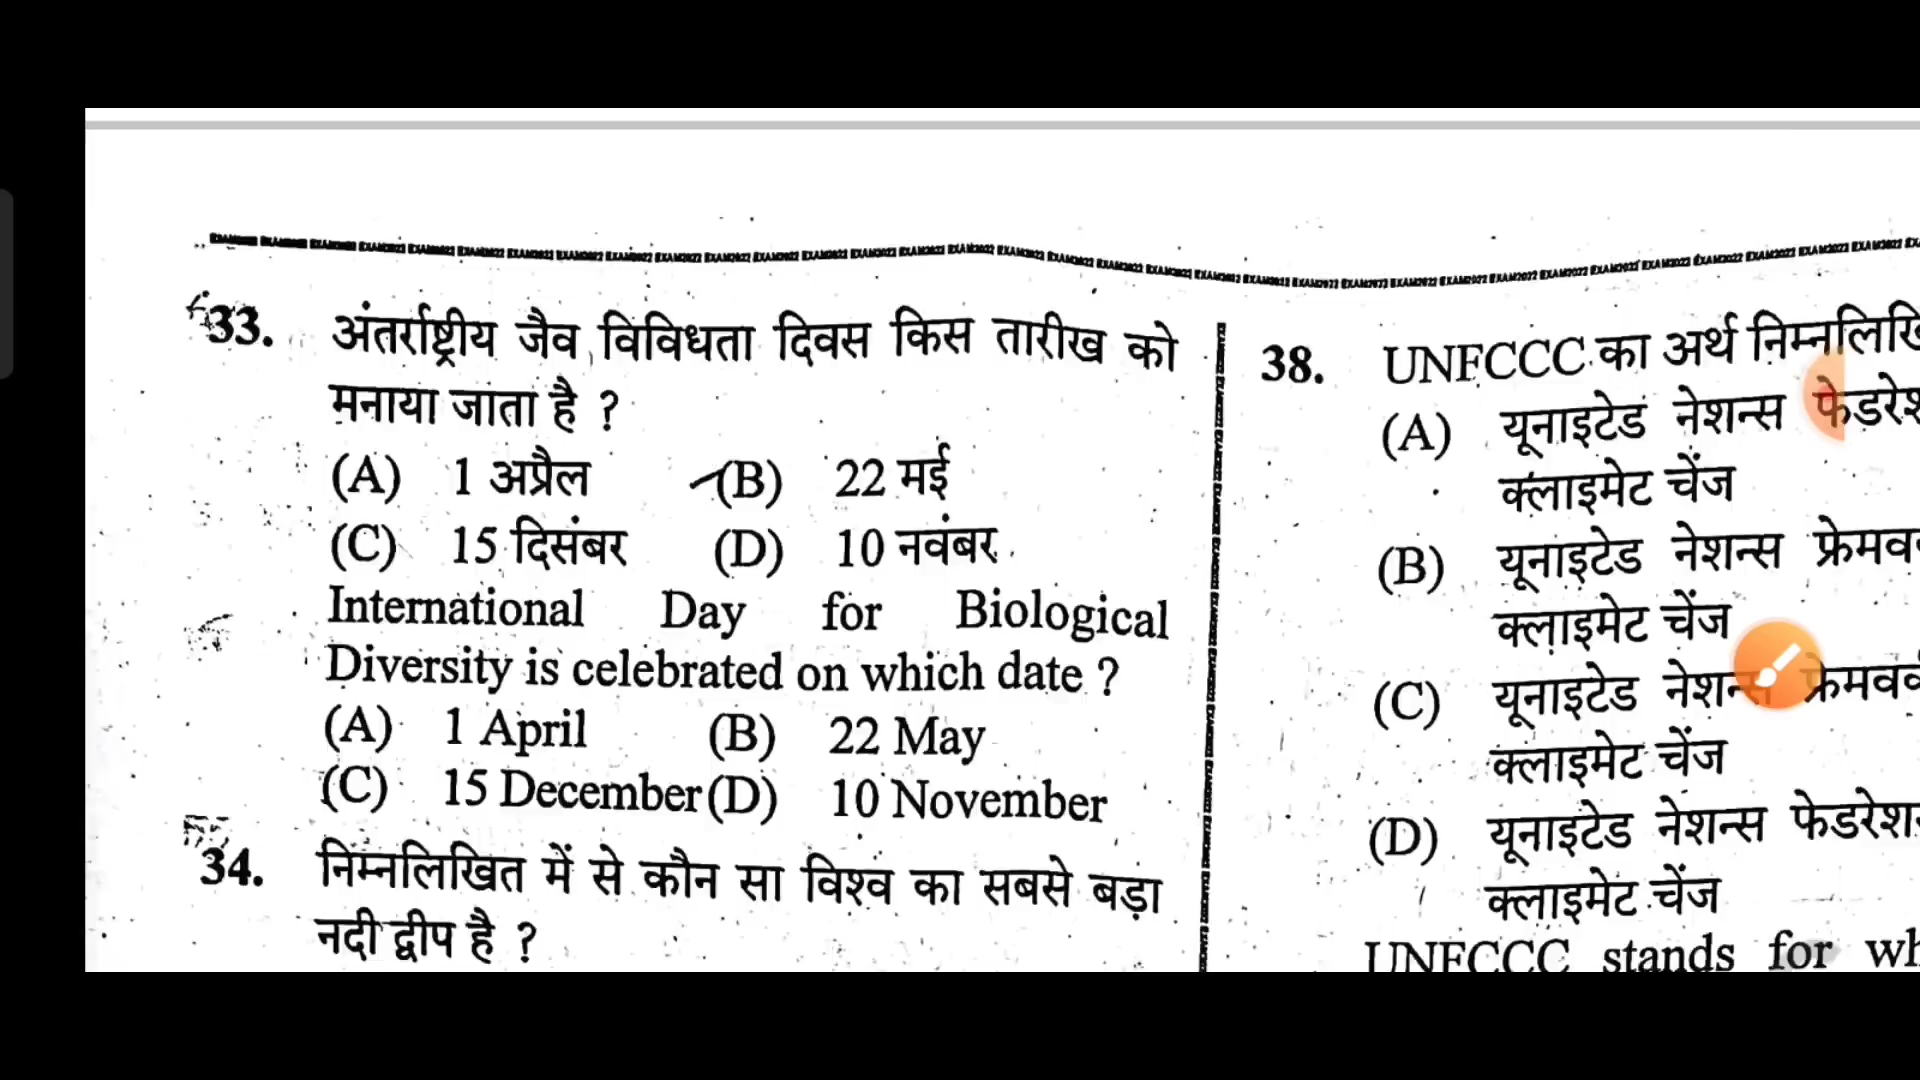 33. अंतर्राष्ट्रीय जैव विविधता दिवस किस तारीख को
मनाया जाता है ?
(A) 1 अप्रैल (B) 22 मई
(C) 15 दिसंबर (D) 10 नवंबर
International Day for Biological
Diversity is celebrated on which date ?
(A) 1 April (B) 22 May
(C) 15 December (D) 10 November
34. निम्नलिखित में से कौन सा विश्व का सबसे बड़ा
नदी द्वीप है ?
38. UNFCCC का अर्थ
(A) यूनाइटेड नेशन्स
क्लाइमेट चेंज
(B) यूनाइटेड नेशन्स
क्लाइमेट चेंज
(C) यूनाइटेड नेशन्स
क्लाइमेट चेंज
(D) यूनाइटेड नेशन्स
क्लाइमेट चेंज
UNFCCC stands for